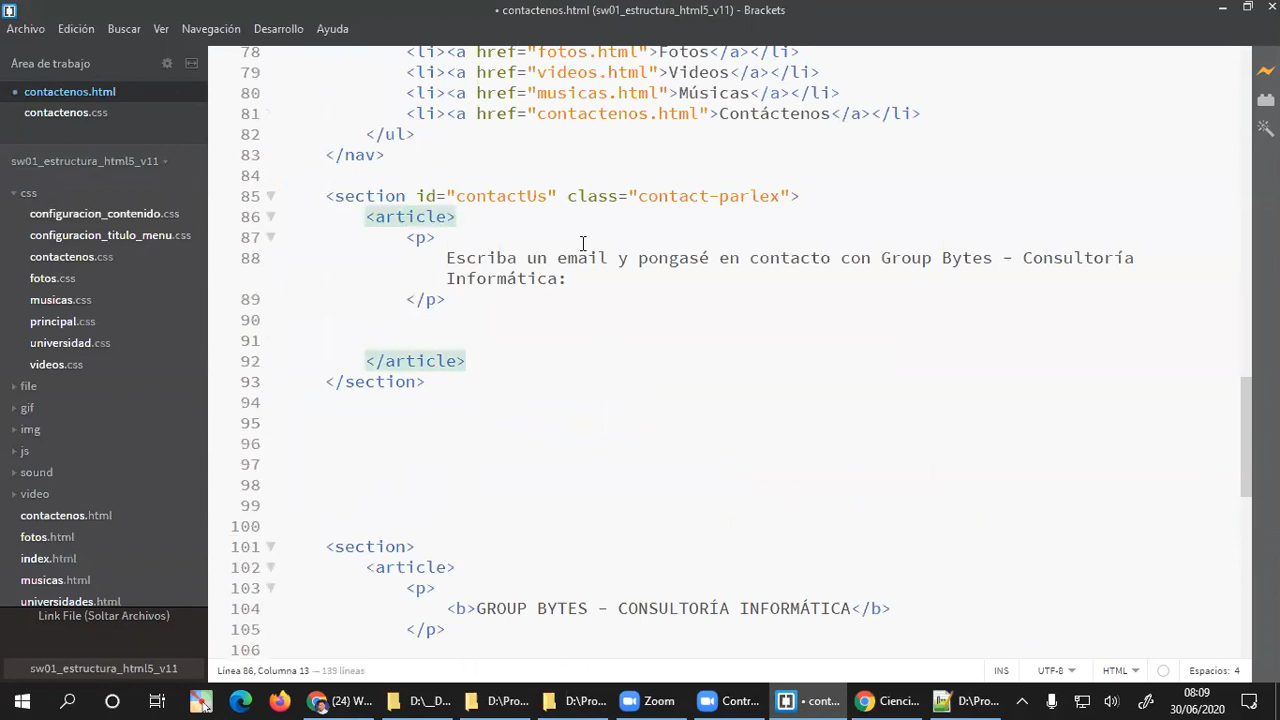 • contactenos.html (sw01_estructura_html5_v11) - Brackets
Archivo Edición Buscar Ver Navegación Desarrollo Ayuda
Área de trabajo
• contactenos.html
contactenos.css
sw01_estructura_html5_v11
css
configuracion_contenido.css
configuracion_titulo_menu.css
contactenos.css
fotos.css
musicas.css
principal.css
universidad.css
videos.css
file
gif
img
js
sound
video
contactenos.html
fotos.html
index.html
musicas.html
universidades.html
Link File (Soltar Archivos)
sw01_estructura_html5_v11
78 <li><a href="fotos.html">Fotos</a></li>
79 <li><a href="videos.html">Videos</a></li>
80 <li><a href="musicas.html">Músicas</a></li>
81 <li><a href="contactenos.html">Contáctenos</a></li>
82 </ul>
83 </nav>
84
85 <section id="contactUs" class="contact-parlex">
86 <article>
87 <p>
88 Escriba un email y pongasé en contacto con Group Bytes - Consultoría
Informática:
89 </p>
90
91
92 </article>
93 </section>
94
95
96
97
98
99
100
101 <section>
102 <article>
103 <p>
104 <b>GROUP BYTES - CONSULTORÍA INFORMÁTICA</b>
105 </p>
106
Línea 86, Columna 13 — 139 líneas INS UTF-8 HTML Espacios: 4
(24) W... D:\__D... D:\Pro... D:\Pro... Zoom Contr... • cont... Cienci... D:\Pro...
08:09
30/06/2020